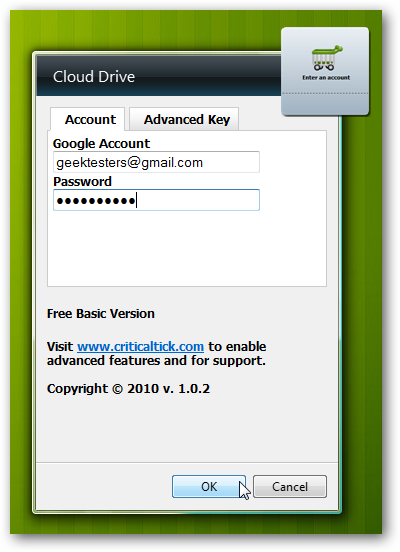 Cloud Drive
Enter an account
Account
Advanced Key
Google Account
geektesters@gmail.com
Password
●●●●●●●●●●
Free Basic Version
Visit www.criticaltick.com to enable
advanced features and for support.
Copyright © 2010 v. 1.0.2
OK
Cancel